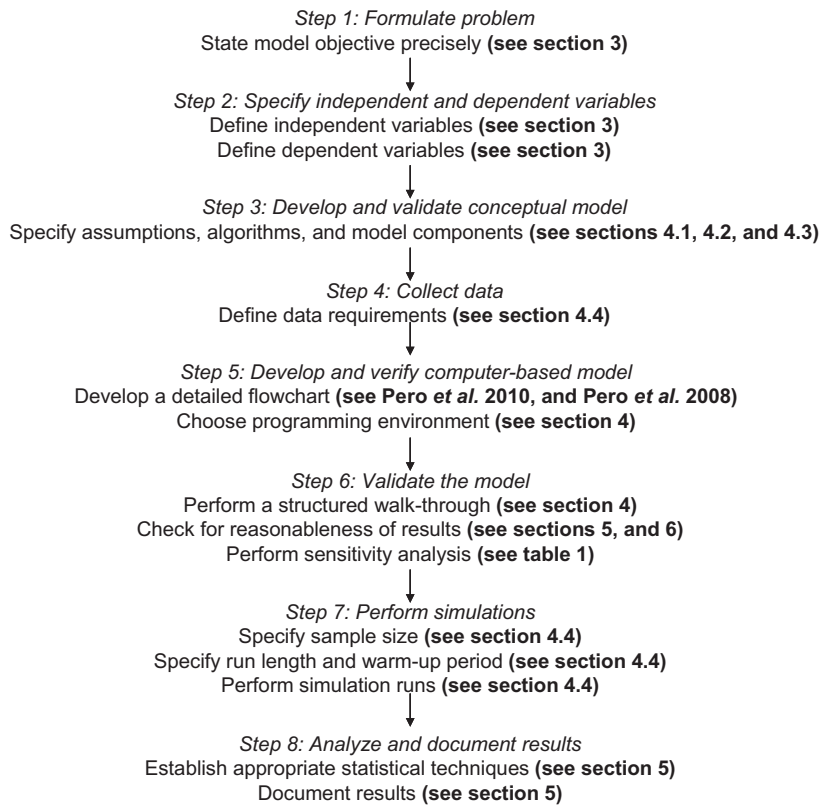 Step 1: Formulate problem
State model objective precisely (see section 3)
Step 2: Specify independent and dependent variables
Define independent variables (see section 3)
Define dependent variables (see section 3)
Step 3: Develop and validate conceptual model
Specify assumptions, algorithms, and model components (see sections 4.1, 4.2, and 4.3)
Step 4: Collect data
Define data requirements (see section 4.4)
Step 5: Develop and verify computer-based model
Develop a detailed flowchart (see Pero et al. 2010, and Pero et al. 2008)
Choose programming environment (see section 4)
Step 6: Validate the model
Perform a structured walk-through (see section 4)
Check for reasonableness of results (see sections 5, and 6)
Perform sensitivity analysis (see table 1)
Step 7: Perform simulations
Specify sample size (see section 4.4)
Specify run length and warm-up period (see section 4.4)
Perform simulation runs (see section 4.4)
Step 8: Analyze and document results
Establish appropriate statistical techniques (see section 5)
Document results (see section 5)